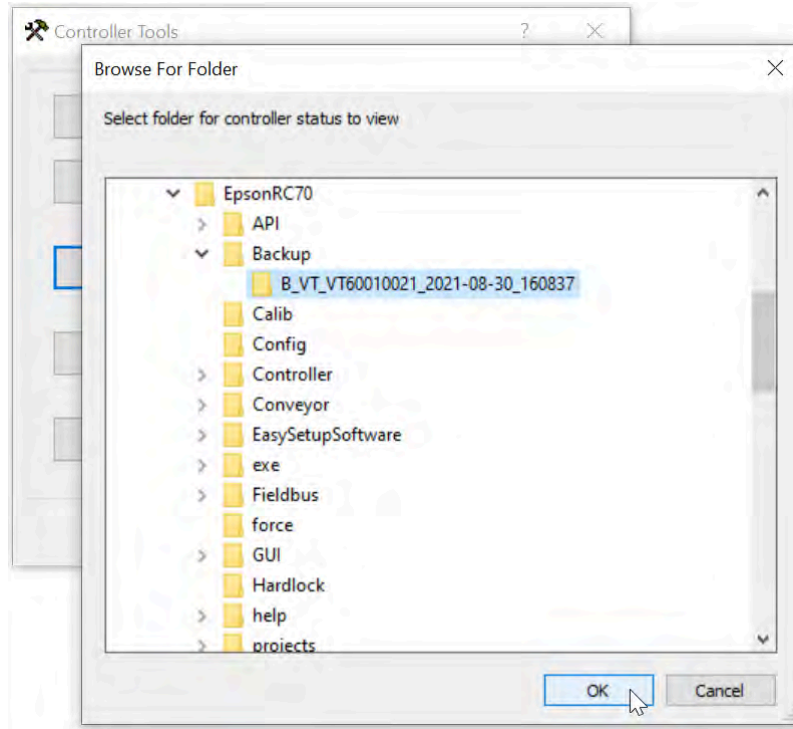 Controller Tools
Browse For Folder
Select folder for controller status to view
EpsonRC70
API
Backup
B_VT_VT60010021_2021-08-30_160837
Calib
Config
Controller
Conveyor
EasySetupSoftware
exe
Fieldbus
force
GUI
Hardlock
help
projects
OK Cancel